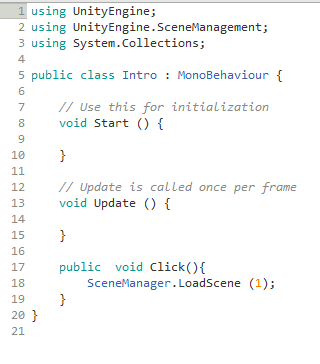 1 using UnityEngine;
2 using UnityEngine.SceneManagement;
3 using System.Collections;
4
5 public class Intro : MonoBehaviour {
6
7     // Use this for initialization
8     void Start () {
9
10     }
11
12     // Update is called once per frame
13     void Update () {
14
15     }
16
17     public  void Click(){
18         SceneManager.LoadScene (1);
19     }
20 }
21